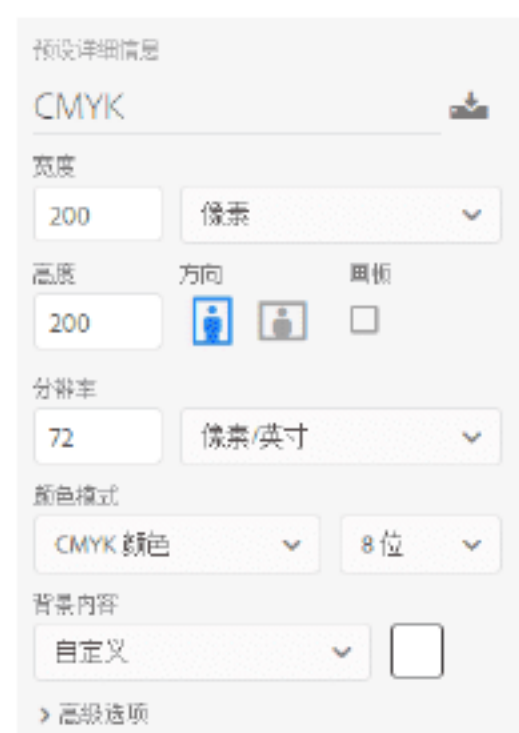 预设详细信息
CMYK
宽度
200 像素
高度 方向 画板
200
分辨率
72 像素/英寸
颜色模式
CMYK 颜色 8 位
背景内容
自定义
高级选项